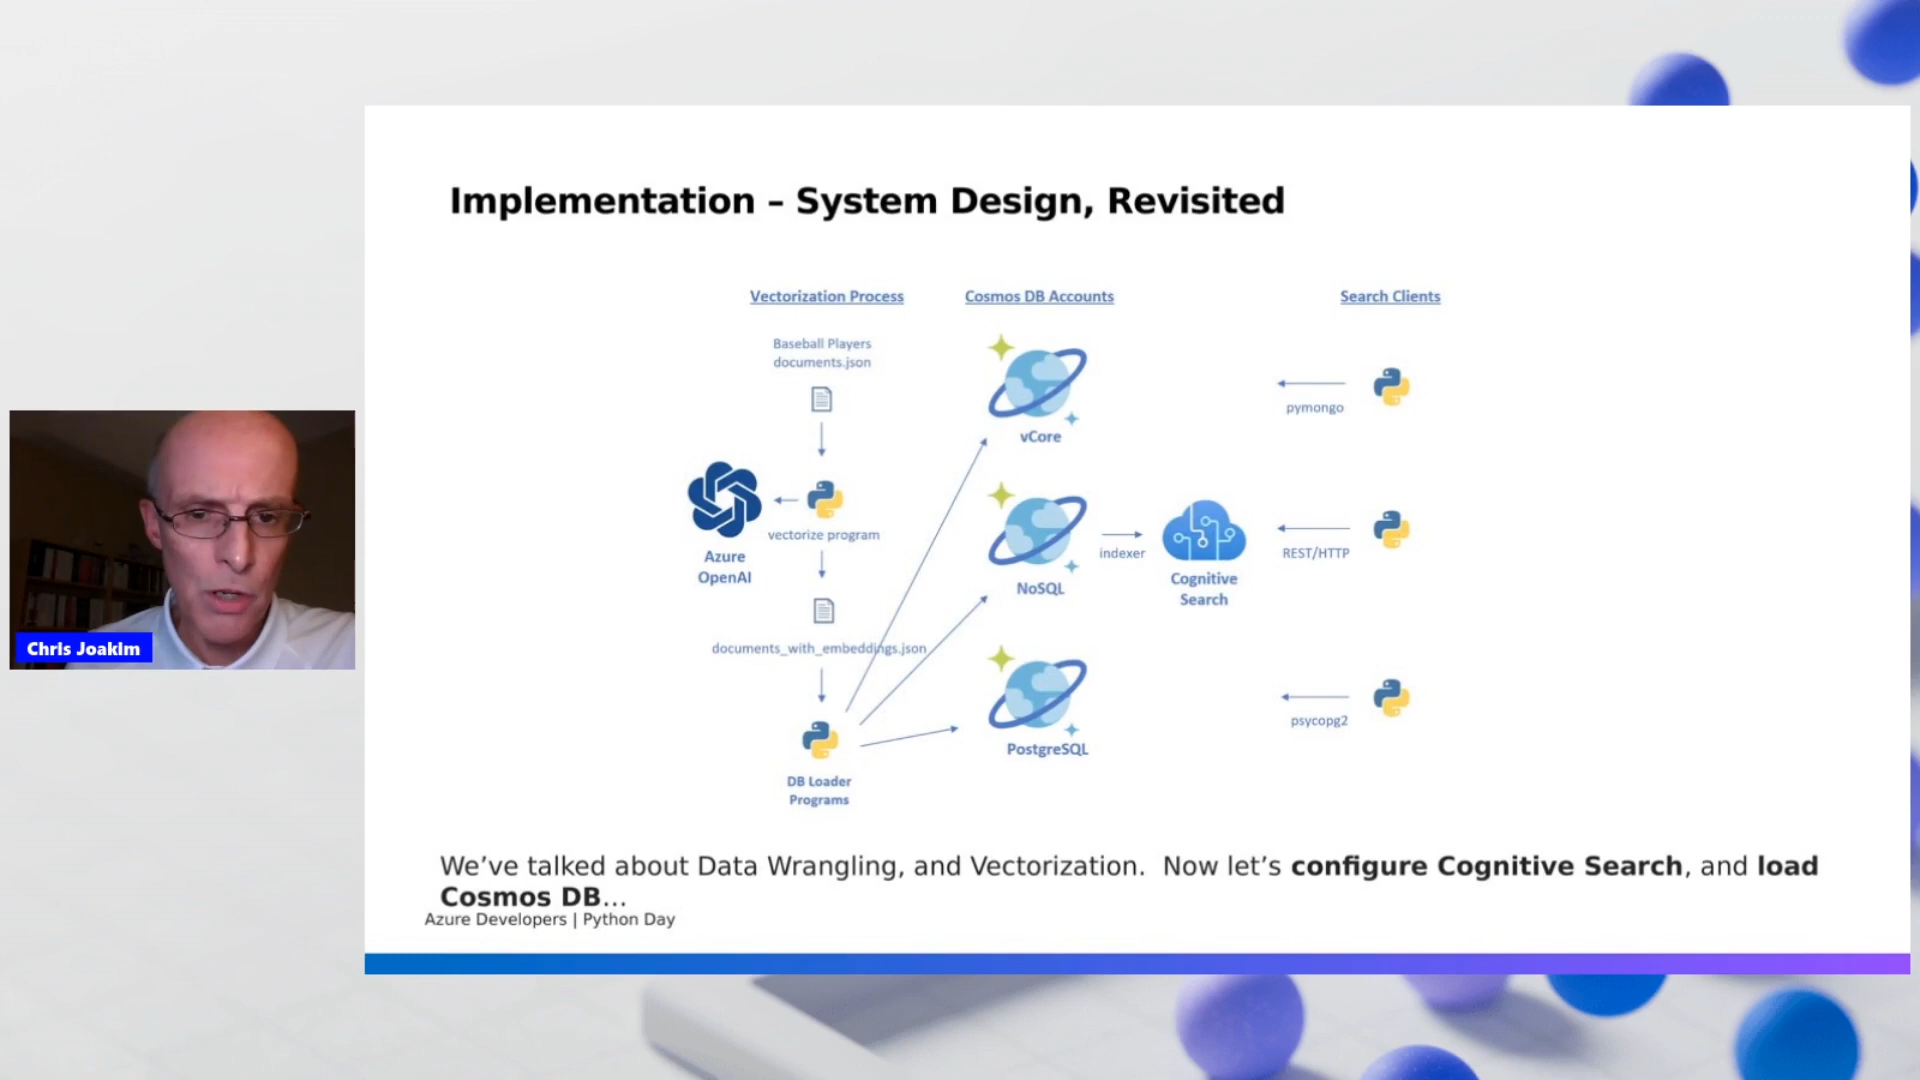 Implementation – System Design, Revisited
Vectorization Process
Cosmos DB Accounts
Search Clients
Baseball Players
documents.json
vectorize program
Azure
OpenAI
documents_with_embeddings.json
DB Loader
Programs
vCore
NoSQL
PostgreSQL
indexer
Cognitive
Search
pymongo
REST/HTTP
psycopg2
We’ve talked about Data Wrangling, and Vectorization. Now let’s configure Cognitive Search, and load
Cosmos DB...
Azure Developers | Python Day
Chris Joakim